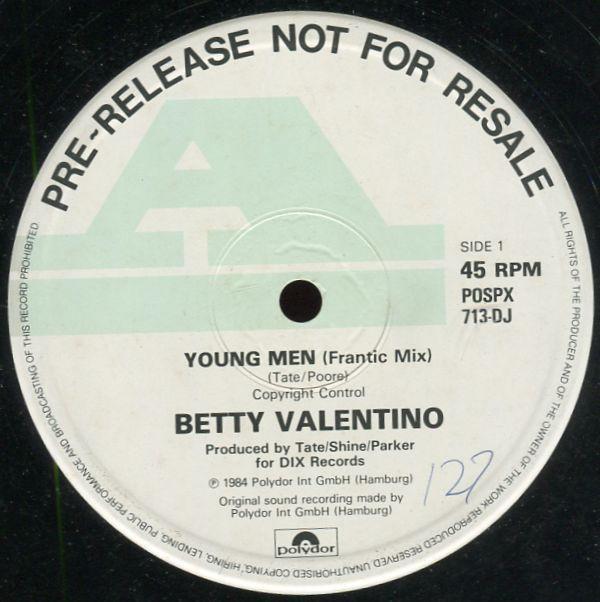 PRE-RELEASE NOT FOR RESALE
A
SIDE 1
45 RPM
POSPX
713-DJ
YOUNG MEN (Frantic Mix)
(Tate/Poore)
Copyright Control
BETTY VALENTINO
Produced by Tate/Shine/Parker
for DIX Records
℗ 1984 Polydor Int GmbH (Hamburg)
Original sound recording made by
Polydor Int GmbH (Hamburg)
127
polydor
ALL RIGHTS OF THE PRODUCER AND OF THE OWNER OF THE WORK REPRODUCED RESERVED. UNAUTHORISED COPYING, HIRING, LENDING, PUBLIC PERFORMANCE AND BROADCASTING OF THIS RECORD PROHIBITED